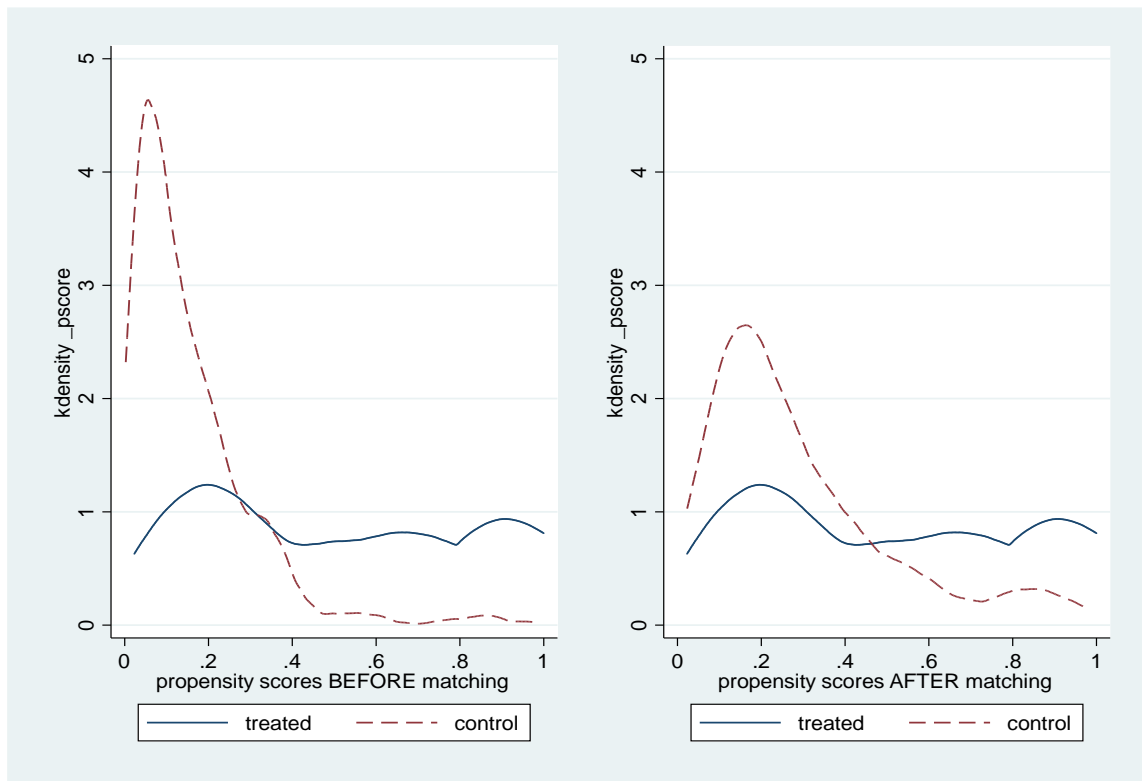 kdensity _pscore
5
4
3
2
1
0
0 .2 .4 .6 .8 1
propensity scores BEFORE matching
treated control
kdensity _pscore
5
4
3
2
1
0
0 .2 .4 .6 .8 1
propensity scores AFTER matching
treated control